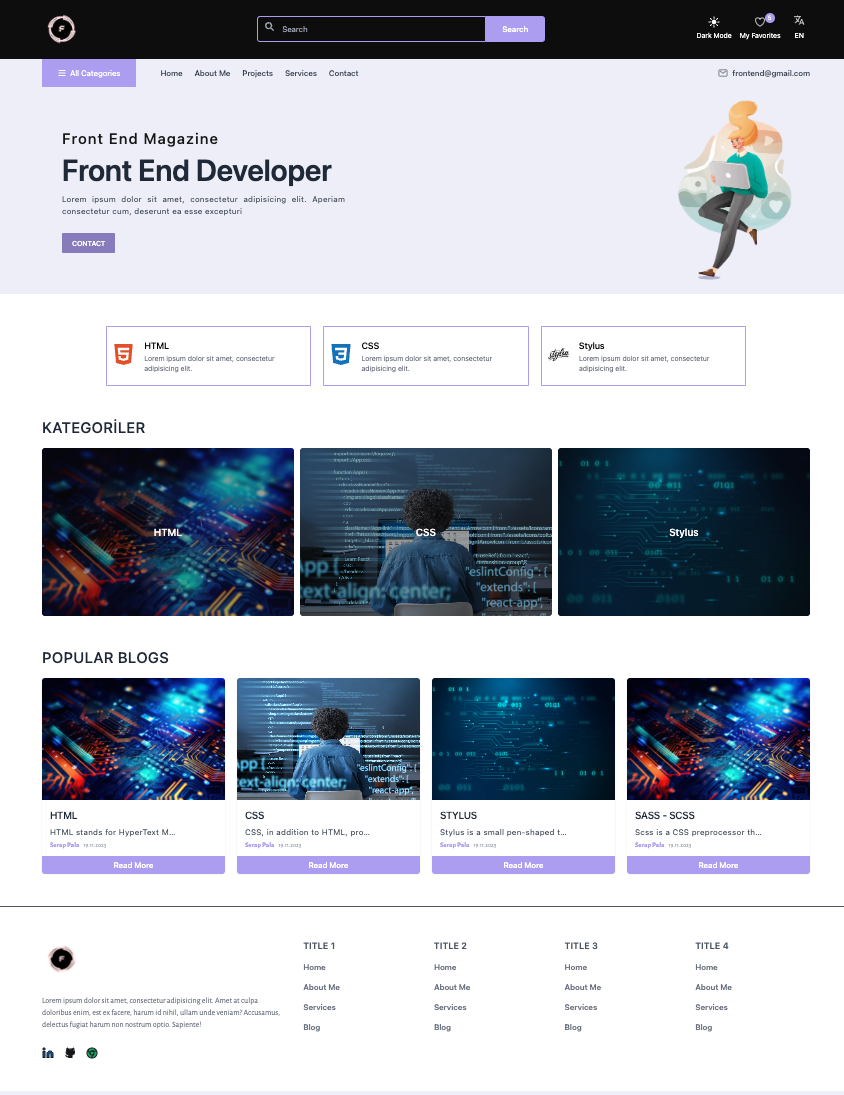 F
Search
Search
5
Dark Mode
My Favorites
EN
All Categories
Home
About Me
Projects
Services
Contact
frontend@gmail.com
Front End Magazine
Front End Developer
Lorem ipsum dolor sit amet, consectetur adipisicing elit. Aperiam
consectetur cum, deserunt ea esse excepturi
CONTACT
HTML
Lorem ipsum dolor sit amet, consectetur
adipisicing elit.
CSS
Lorem ipsum dolor sit amet, consectetur
adipisicing elit.
Stylus
Lorem ipsum dolor sit amet, consectetur
adipisicing elit.
KATEGORİLER
HTML
CSS
Stylus
POPULAR BLOGS
HTML
HTML stands for HyperText M...
Serap Pala 19.11.2023
Read More
CSS
CSS, in addition to HTML, pro...
Serap Pala 19.11.2023
Read More
STYLUS
Stylus is a small pen-shaped t...
Serap Pala 19.11.2023
Read More
SASS - SCSS
Scss is a CSS preprocessor th...
Serap Pala 19.11.2023
Read More
F
Lorem ipsum dolor sit amet, consectetur adipisicing elit. Amet at culpa
doloribus enim, est ex facere, harum id nihil, ullam unde veniam? Accusamus,
delectus fugiat harum non nostrum optio. Sapiente!
TITLE 1
Home
About Me
Services
Blog
TITLE 2
Home
About Me
Services
Blog
TITLE 3
Home
About Me
Services
Blog
TITLE 4
Home
About Me
Services
Blog